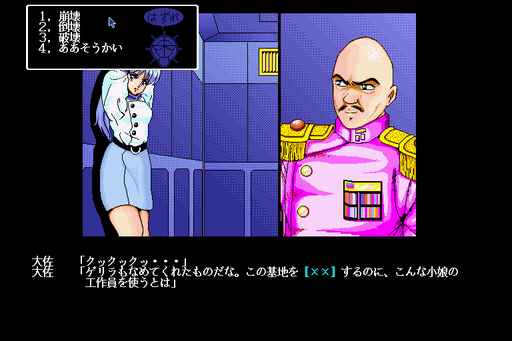 1，崩壊
2，倒壊
3，破壊
4，ああそうかい
はずれ
大佐　「クックックッ・・・」
大佐　「ゲリラもなめてくれたものだな。この基地を【××】するのに、こんな小娘の
工作員を使うとは」